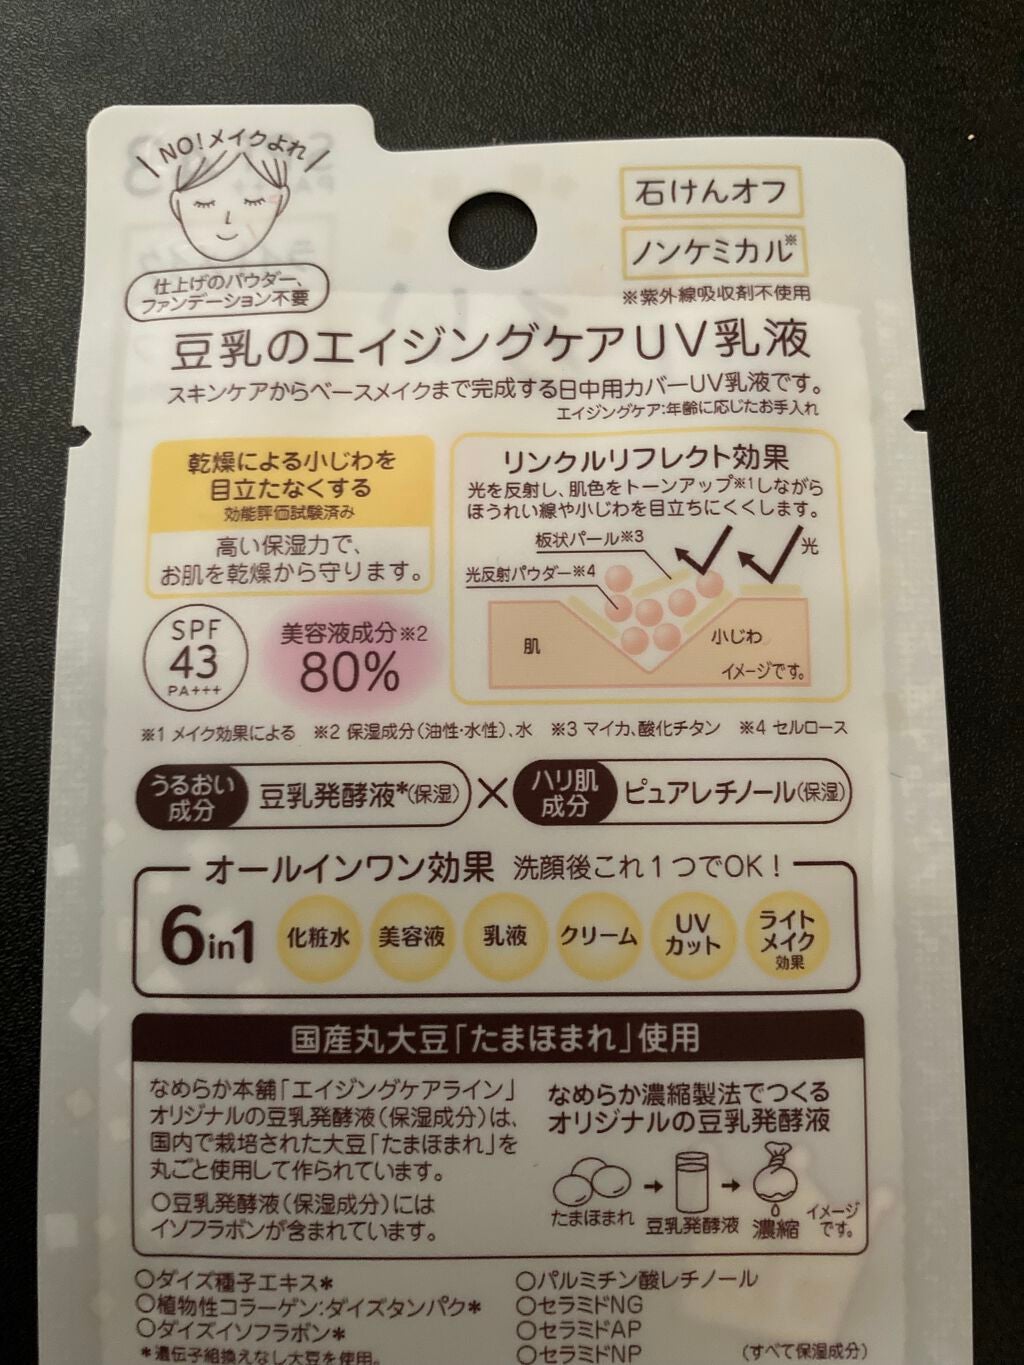 NO!メイクよれ
仕上げのパウダー、
ファンデーション不要
石けんオフ
ノンケミカル※
※紫外線吸収剤不使用
豆乳のエイジングケアUV乳液
スキンケアからベースメイクまで完成する日中用カバーUV乳液です。
エイジングケア:年齢に応じたお手入れ
乾燥による小じわを
目立たなくする
効能評価試験済み
高い保湿力で、
お肌を乾燥から守ります。
SPF
43
PA+++
美容液成分※2
80%
リンクルリフレクト効果
光を反射し、肌色をトーンアップ※1しながら
ほうれい線や小じわを目立ちにくくします。
板状パール※3
光
光反射パウダー※4
肌
小じわ
イメージです。
※1 メイク効果による ※2 保湿成分(油性・水性)、水 ※3 マイカ、酸化チタン ※4 セルロース
うるおい
成分
豆乳発酵液*(保湿)
×
ハリ肌
成分
ピュアレチノール(保湿)
オールインワン効果 洗顔後これ1つでOK!
6in1
化粧水
美容液
乳液
クリーム
UV
カット
ライト
メイク
効果
国産丸大豆「たまほまれ」使用
なめらか本舗「エイジングケアライン」
オリジナルの豆乳発酵液(保湿成分)は、
国内で栽培された大豆「たまほまれ」を
丸ごと使用して作られています。
○豆乳発酵液(保湿成分)には
イソフラボンが含まれています。
なめらか濃縮製法でつくる
オリジナルの豆乳発酵液
たまほまれ
豆乳発酵液
濃縮
イメージ
です。
○ダイズ種子エキス*
○植物性コラーゲン:ダイズタンパク*
○ダイズイソフラボン*
*遺伝子組換えなし大豆を使用。
○パルミチン酸レチノール
○セラミドNG
○セラミドAP
○セラミドNP
(すべて保湿成分)